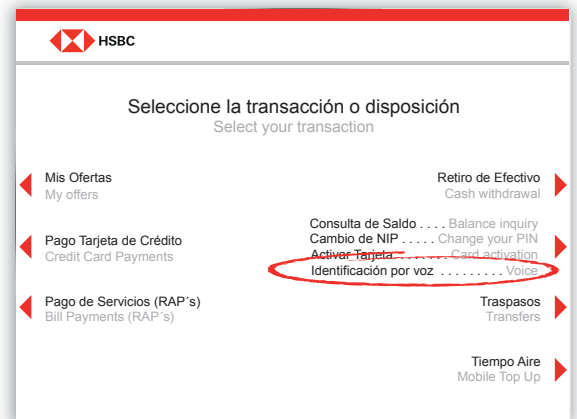 HSBC
Seleccione la transacción o disposición
Select your transaction
Mis Ofertas
My offers
Pago Tarjeta de Crédito
Credit Card Payments
Pago de Servicios (RAP´s)
Bill Payments (RAP´s)
Retiro de Efectivo
Cash withdrawal
Consulta de Saldo . . . . Balance inquiry
Cambio de NIP . . . . . Change your PIN
Activar Tarjeta. . . . . . . Card activation
Identificación por voz . . . . . . . . . Voice
Traspasos
Transfers
Tiempo Aire
Mobile Top Up